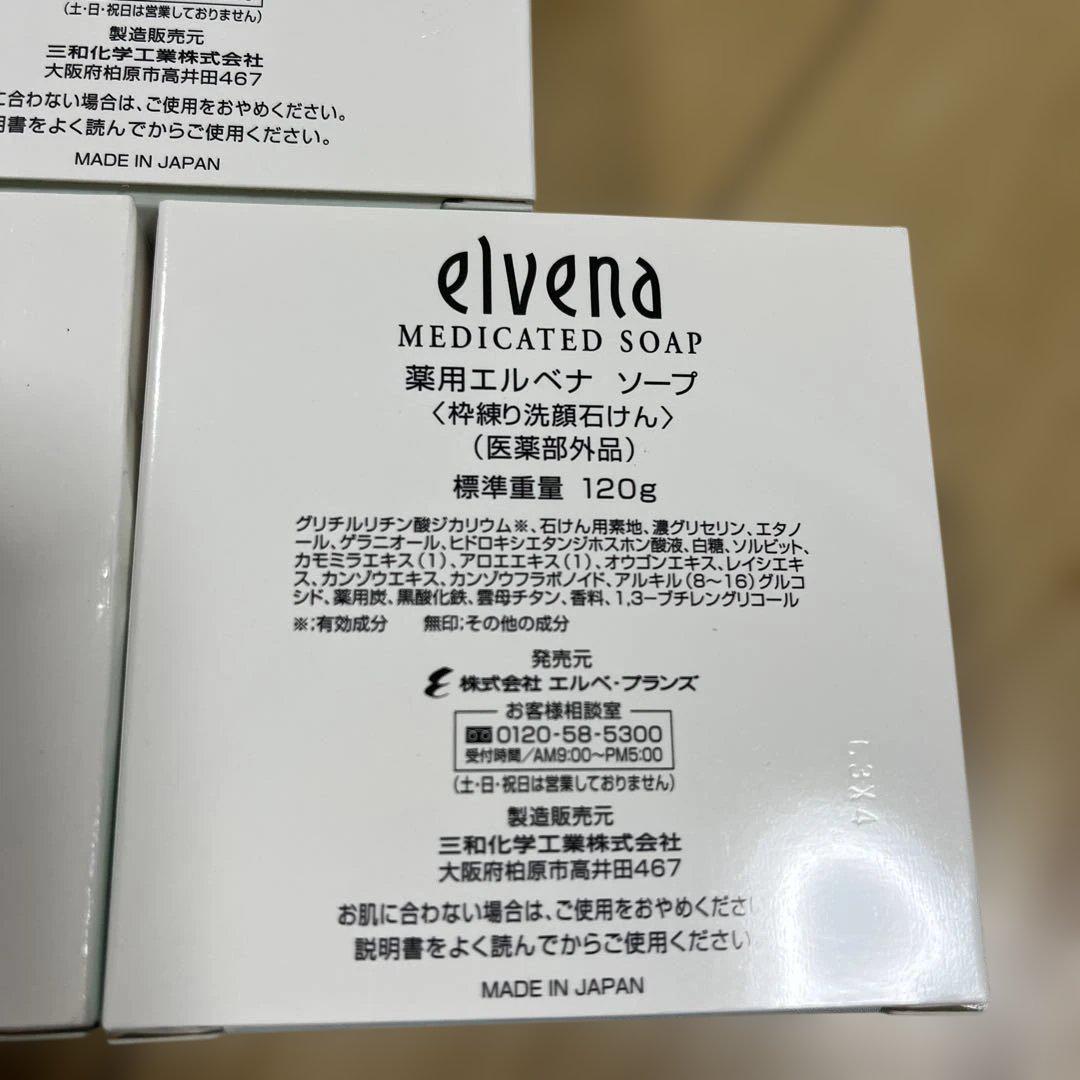 (土・日・祝日は営業しておりません)
製造販売元
三和化学工業株式会社
大阪府柏原市高井田467
に合わない場合は、ご使用をおやめください。
明書をよく読んでからご使用ください。
MADE IN JAPAN
elvena
MEDICATED SOAP
薬用エルベナ ソープ
〈枠練り洗顔石けん〉
(医薬部外品)
標準重量 120g
グリチルリチン酸ジカリウム※、石けん用素地、濃グリセリン、エタノ
ール、ゲラニオール、ヒドロキシエタンジホスホン酸液、白糖、ソルビット、
カモミラエキス(1)、アロエエキス(1)、オウゴンエキス、レイシエキ
ス、カンゾウエキス、カンゾウフラボノイド、アルキル(8〜16)グルコ
シド、薬用炭、黒酸化鉄、雲母チタン、香料、1,3-ブチレングリコール
※;有効成分 無印;その他の成分
発売元
株式会社 エルベ・プランズ
お客様相談室
0120-58-5300
受付時間/AM9:00〜PM5:00
(土・日・祝日は営業しておりません)
製造販売元
三和化学工業株式会社
大阪府柏原市高井田467
お肌に合わない場合は、ご使用をおやめくださ
説明書をよく読んでからご使用ください。
MADE IN JAPAN
L3X4